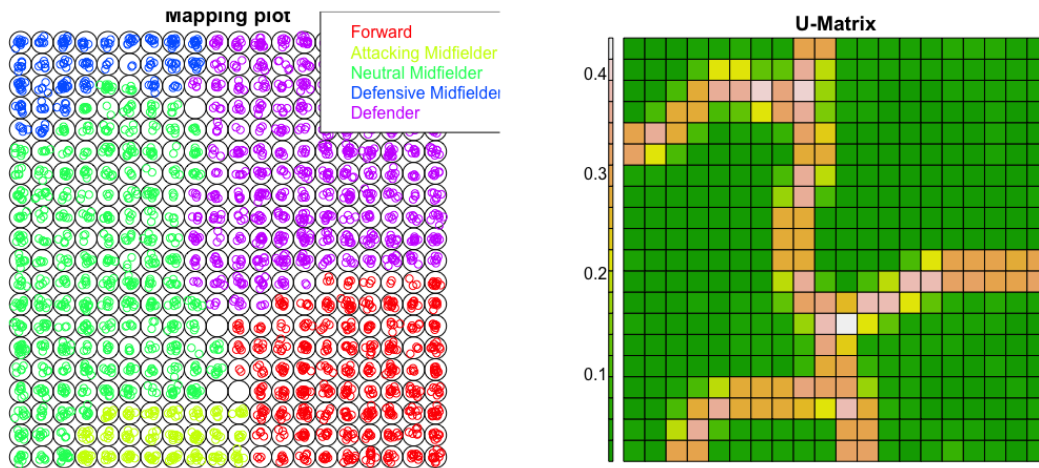 Mapping plot
Forward
Attacking Midfielder
Neutral Midfielder
Defensive Midfielder
Defender
U-Matrix
0.4
0.3
0.2
0.1